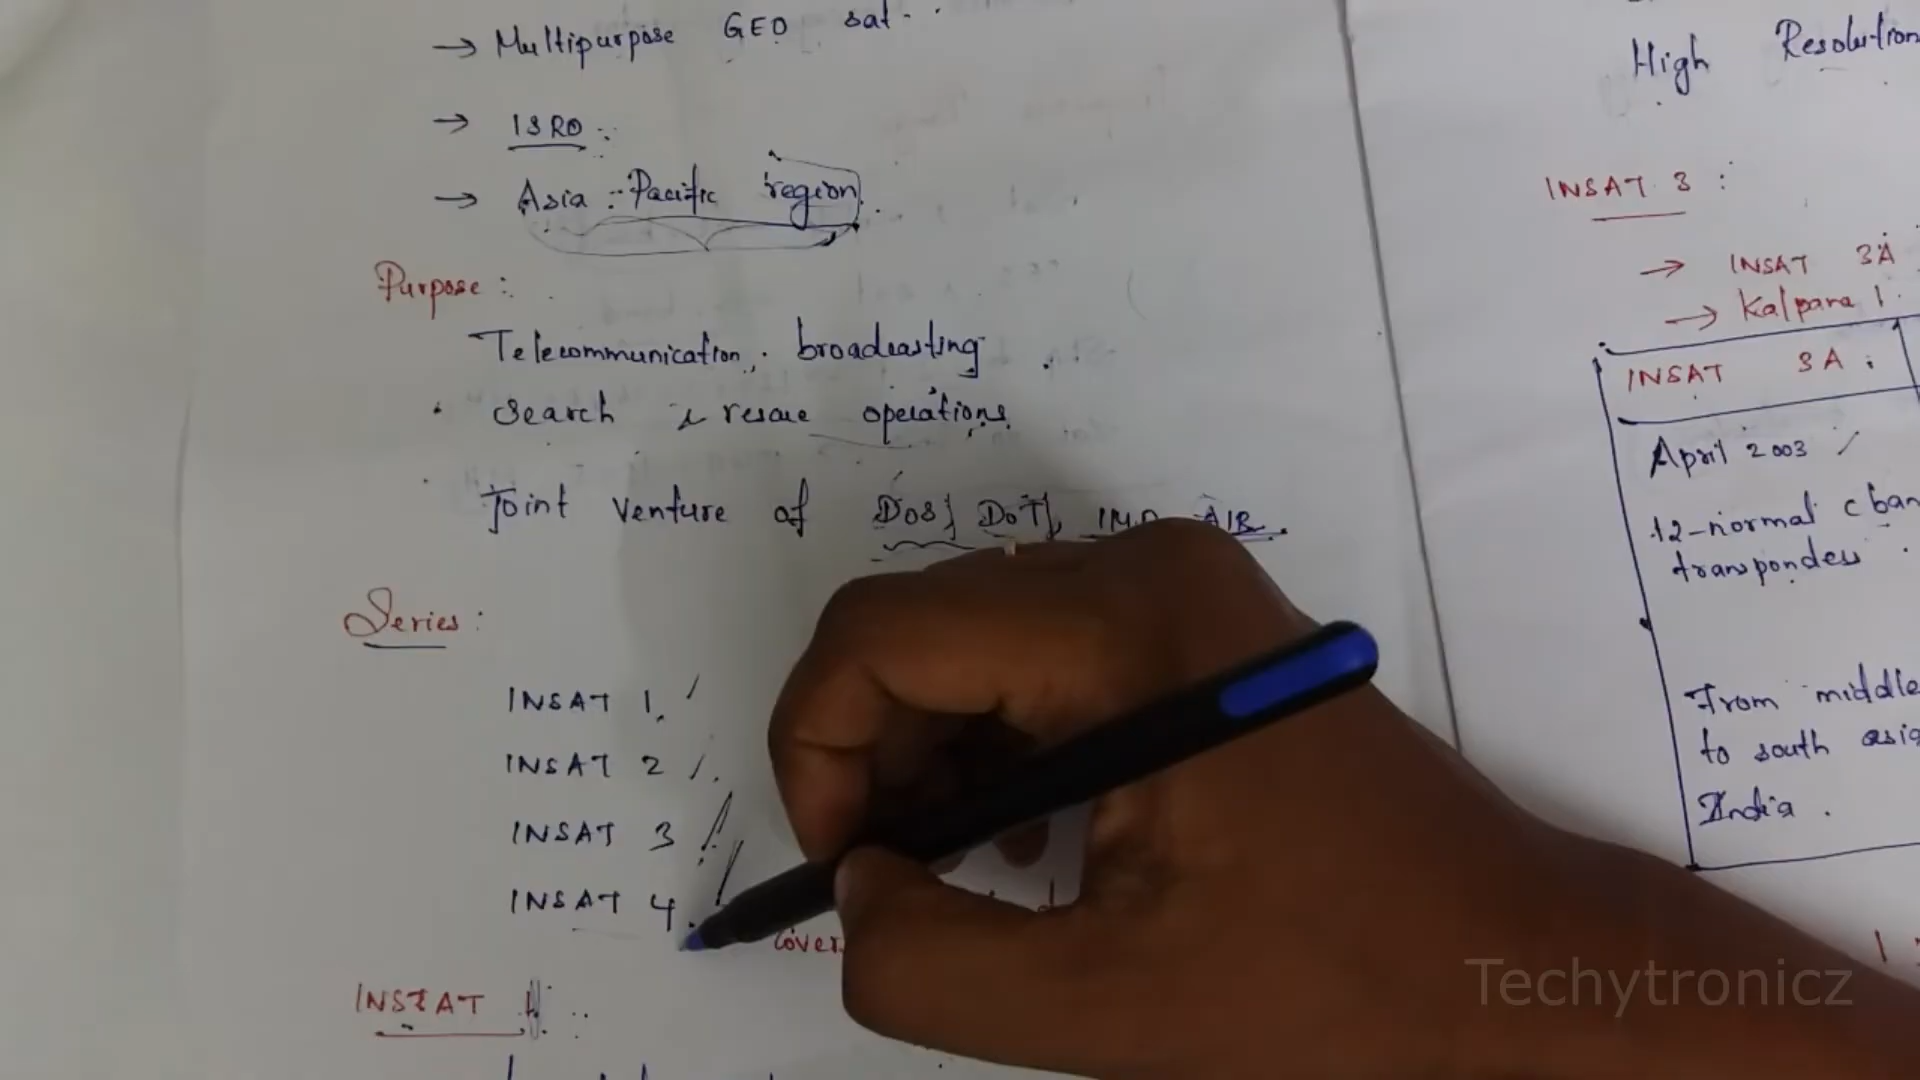 → Multipurpose GEO sat.
→ ISRO
→ Asia - Pacific region.
Purpose :
Telecommunication, broadcasting
Search & rescue operations
Joint venture of DOS, DOT, IMD AIR
Series :
INSAT 1
INSAT 2
INSAT 3
INSAT 4
Cover
INSAT
High Resolution
INSAT 3 :
→ INSAT 3A
→ Kalpana 1
INSAT 3A :
April 2003
12-normal c ban
transponders
From middle
to south asia
India .
Techytronicz